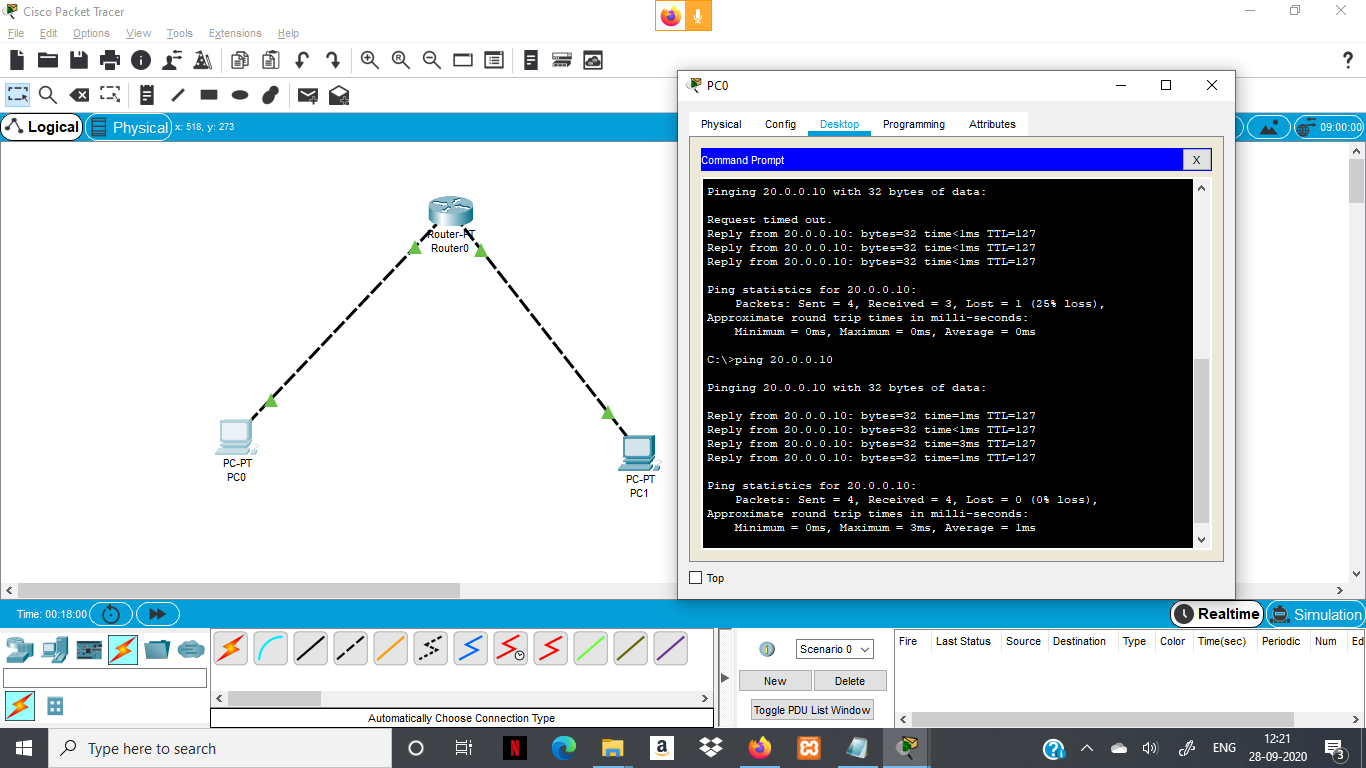 Cisco Packet Tracer
File Edit Options View Tools Extensions Help
?
Logical Physical x: 518, y: 273
09:00:00
Router-PT
Router0
PC-PT
PC0
PC-PT
PC1
PC0
Physical Config Desktop Programming Attributes
Command Prompt X
Pinging 20.0.0.10 with 32 bytes of data:
Request timed out.
Reply from 20.0.0.10: bytes=32 time<1ms TTL=127
Reply from 20.0.0.10: bytes=32 time<1ms TTL=127
Reply from 20.0.0.10: bytes=32 time<1ms TTL=127
Ping statistics for 20.0.0.10:
Packets: Sent = 4, Received = 3, Lost = 1 (25% loss),
Approximate round trip times in milli-seconds:
Minimum = 0ms, Maximum = 0ms, Average = 0ms
C:\>ping 20.0.0.10
Pinging 20.0.0.10 with 32 bytes of data:
Reply from 20.0.0.10: bytes=32 time=1ms TTL=127
Reply from 20.0.0.10: bytes=32 time<1ms TTL=127
Reply from 20.0.0.10: bytes=32 time=3ms TTL=127
Reply from 20.0.0.10: bytes=32 time=1ms TTL=127
Ping statistics for 20.0.0.10:
Packets: Sent = 4, Received = 4, Lost = 0 (0% loss),
Approximate round trip times in milli-seconds:
Minimum = 0ms, Maximum = 3ms, Average = 1ms
Top
Time: 00:18:00
Realtime Simulation
Automatically Choose Connection Type
Scenario 0
New Delete
Toggle PDU List Window
Fire Last Status Source Destination Type Color Time(sec) Periodic Num Ed
Type here to search
ENG
12:21
28-09-2020
3